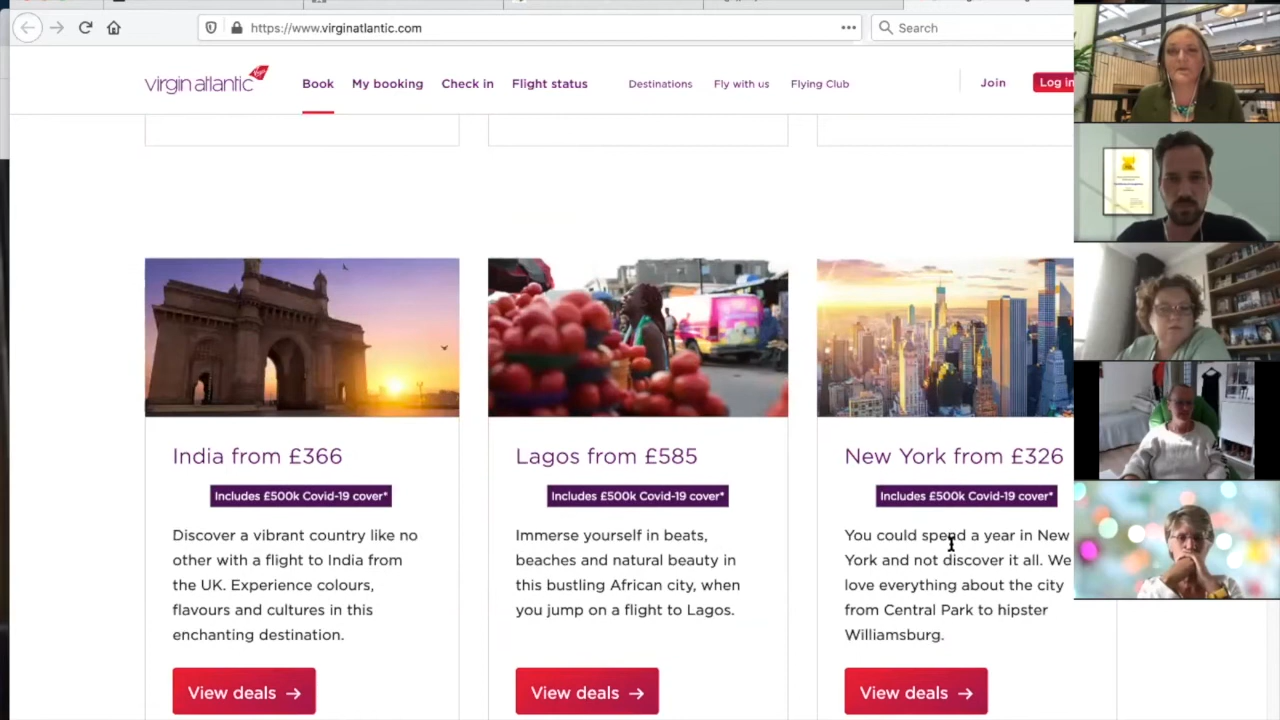 https://www.virginatlantic.com
Search
virgin atlantic
Book
My booking
Check in
Flight status
Destinations
Fly with us
Flying Club
Join
Log in
India from £366
Includes £500k Covid-19 cover*
Discover a vibrant country like no
other with a flight to India from
the UK. Experience colours,
flavours and cultures in this
enchanting destination.
View deals →
Lagos from £585
Includes £500k Covid-19 cover*
Immerse yourself in beats,
beaches and natural beauty in
this bustling African city, when
you jump on a flight to Lagos.
View deals →
New York from £326
Includes £500k Covid-19 cover*
You could spend a year in New
York and not discover it all. We
love everything about the city
from Central Park to hipster
Williamsburg.
View deals →